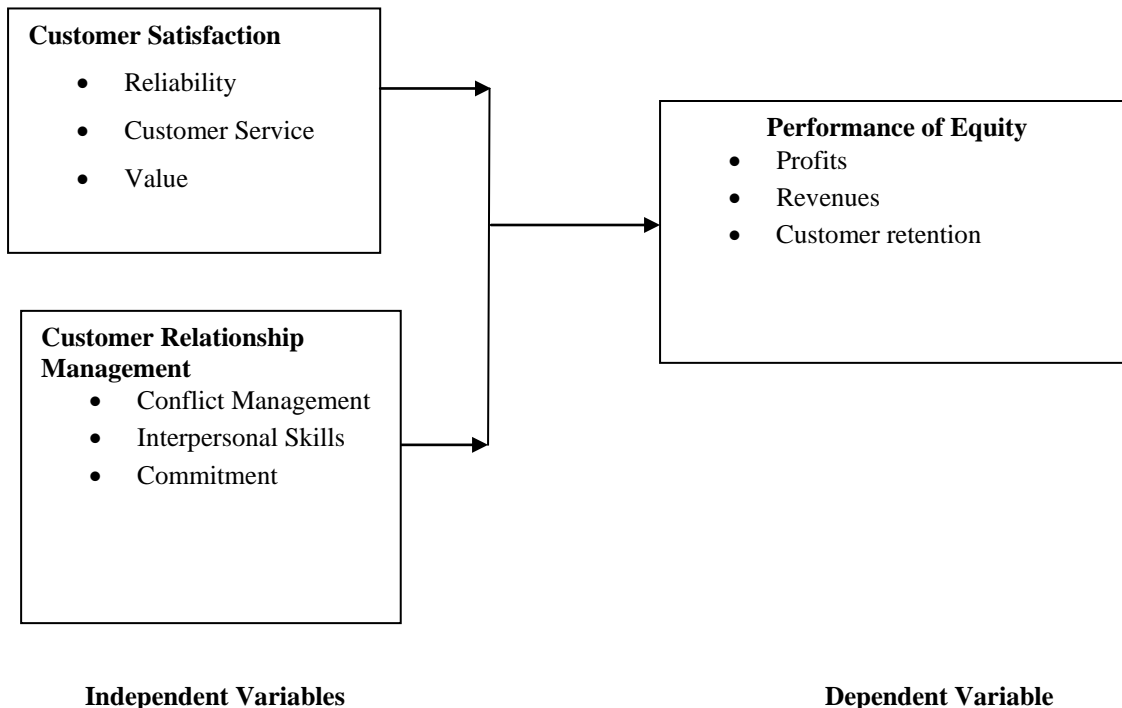 Customer Satisfaction
• Reliability
• Customer Service
• Value
Customer Relationship
Management
• Conflict Management
• Interpersonal Skills
• Commitment
Performance of Equity
• Profits
• Revenues
• Customer retention
Independent Variables
Dependent Variable